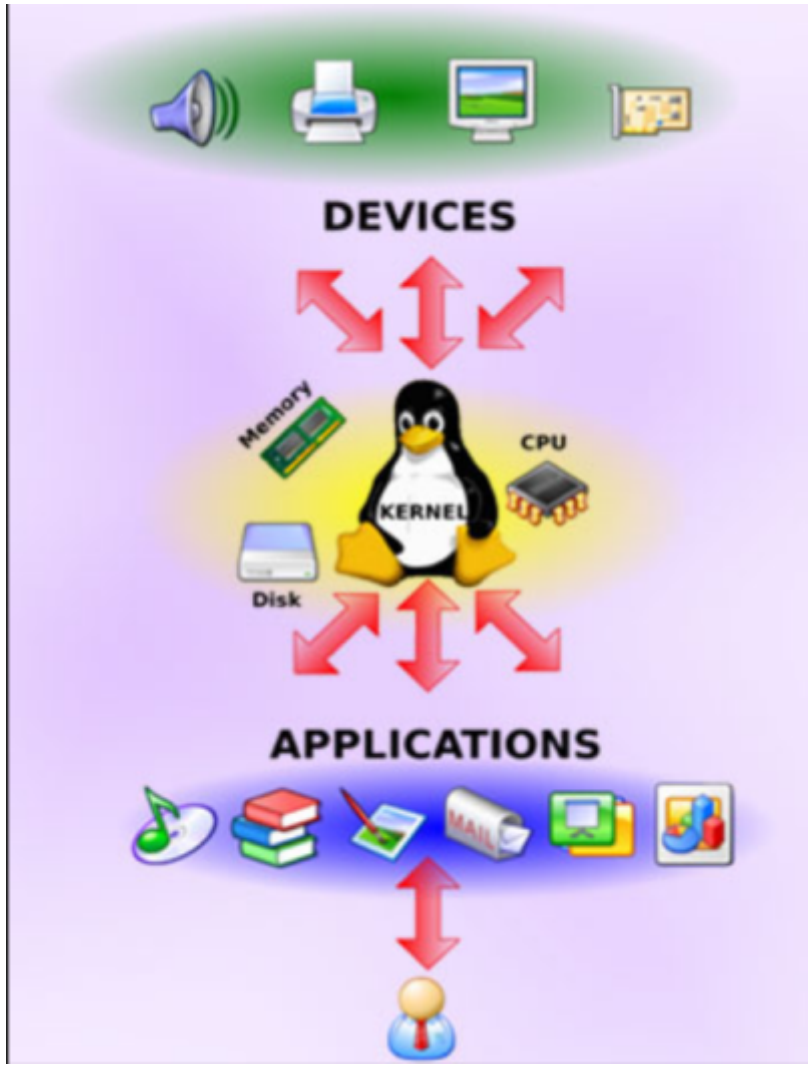 DEVICES
Memory
CPU
KERNEL
Disk
APPLICATIONS
MAIL